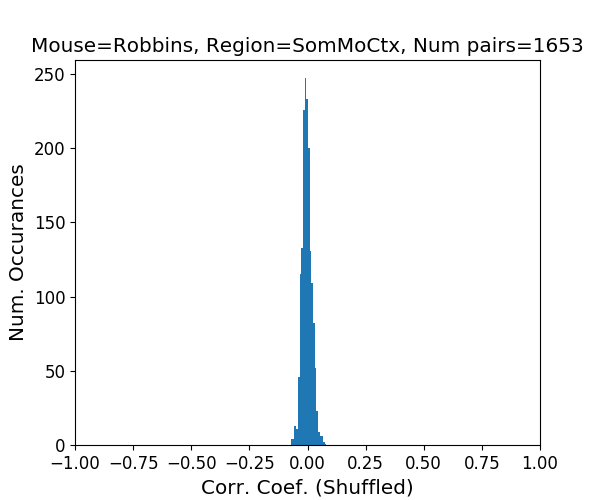 Mouse=Robbins, Region=SomMoCtx, Num pairs=1653
250
200
150
100
50
0
Num. Occurances
−1.00 −0.75 −0.50 −0.25 0.00 0.25 0.50 0.75 1.00
Corr. Coef. (Shuffled)